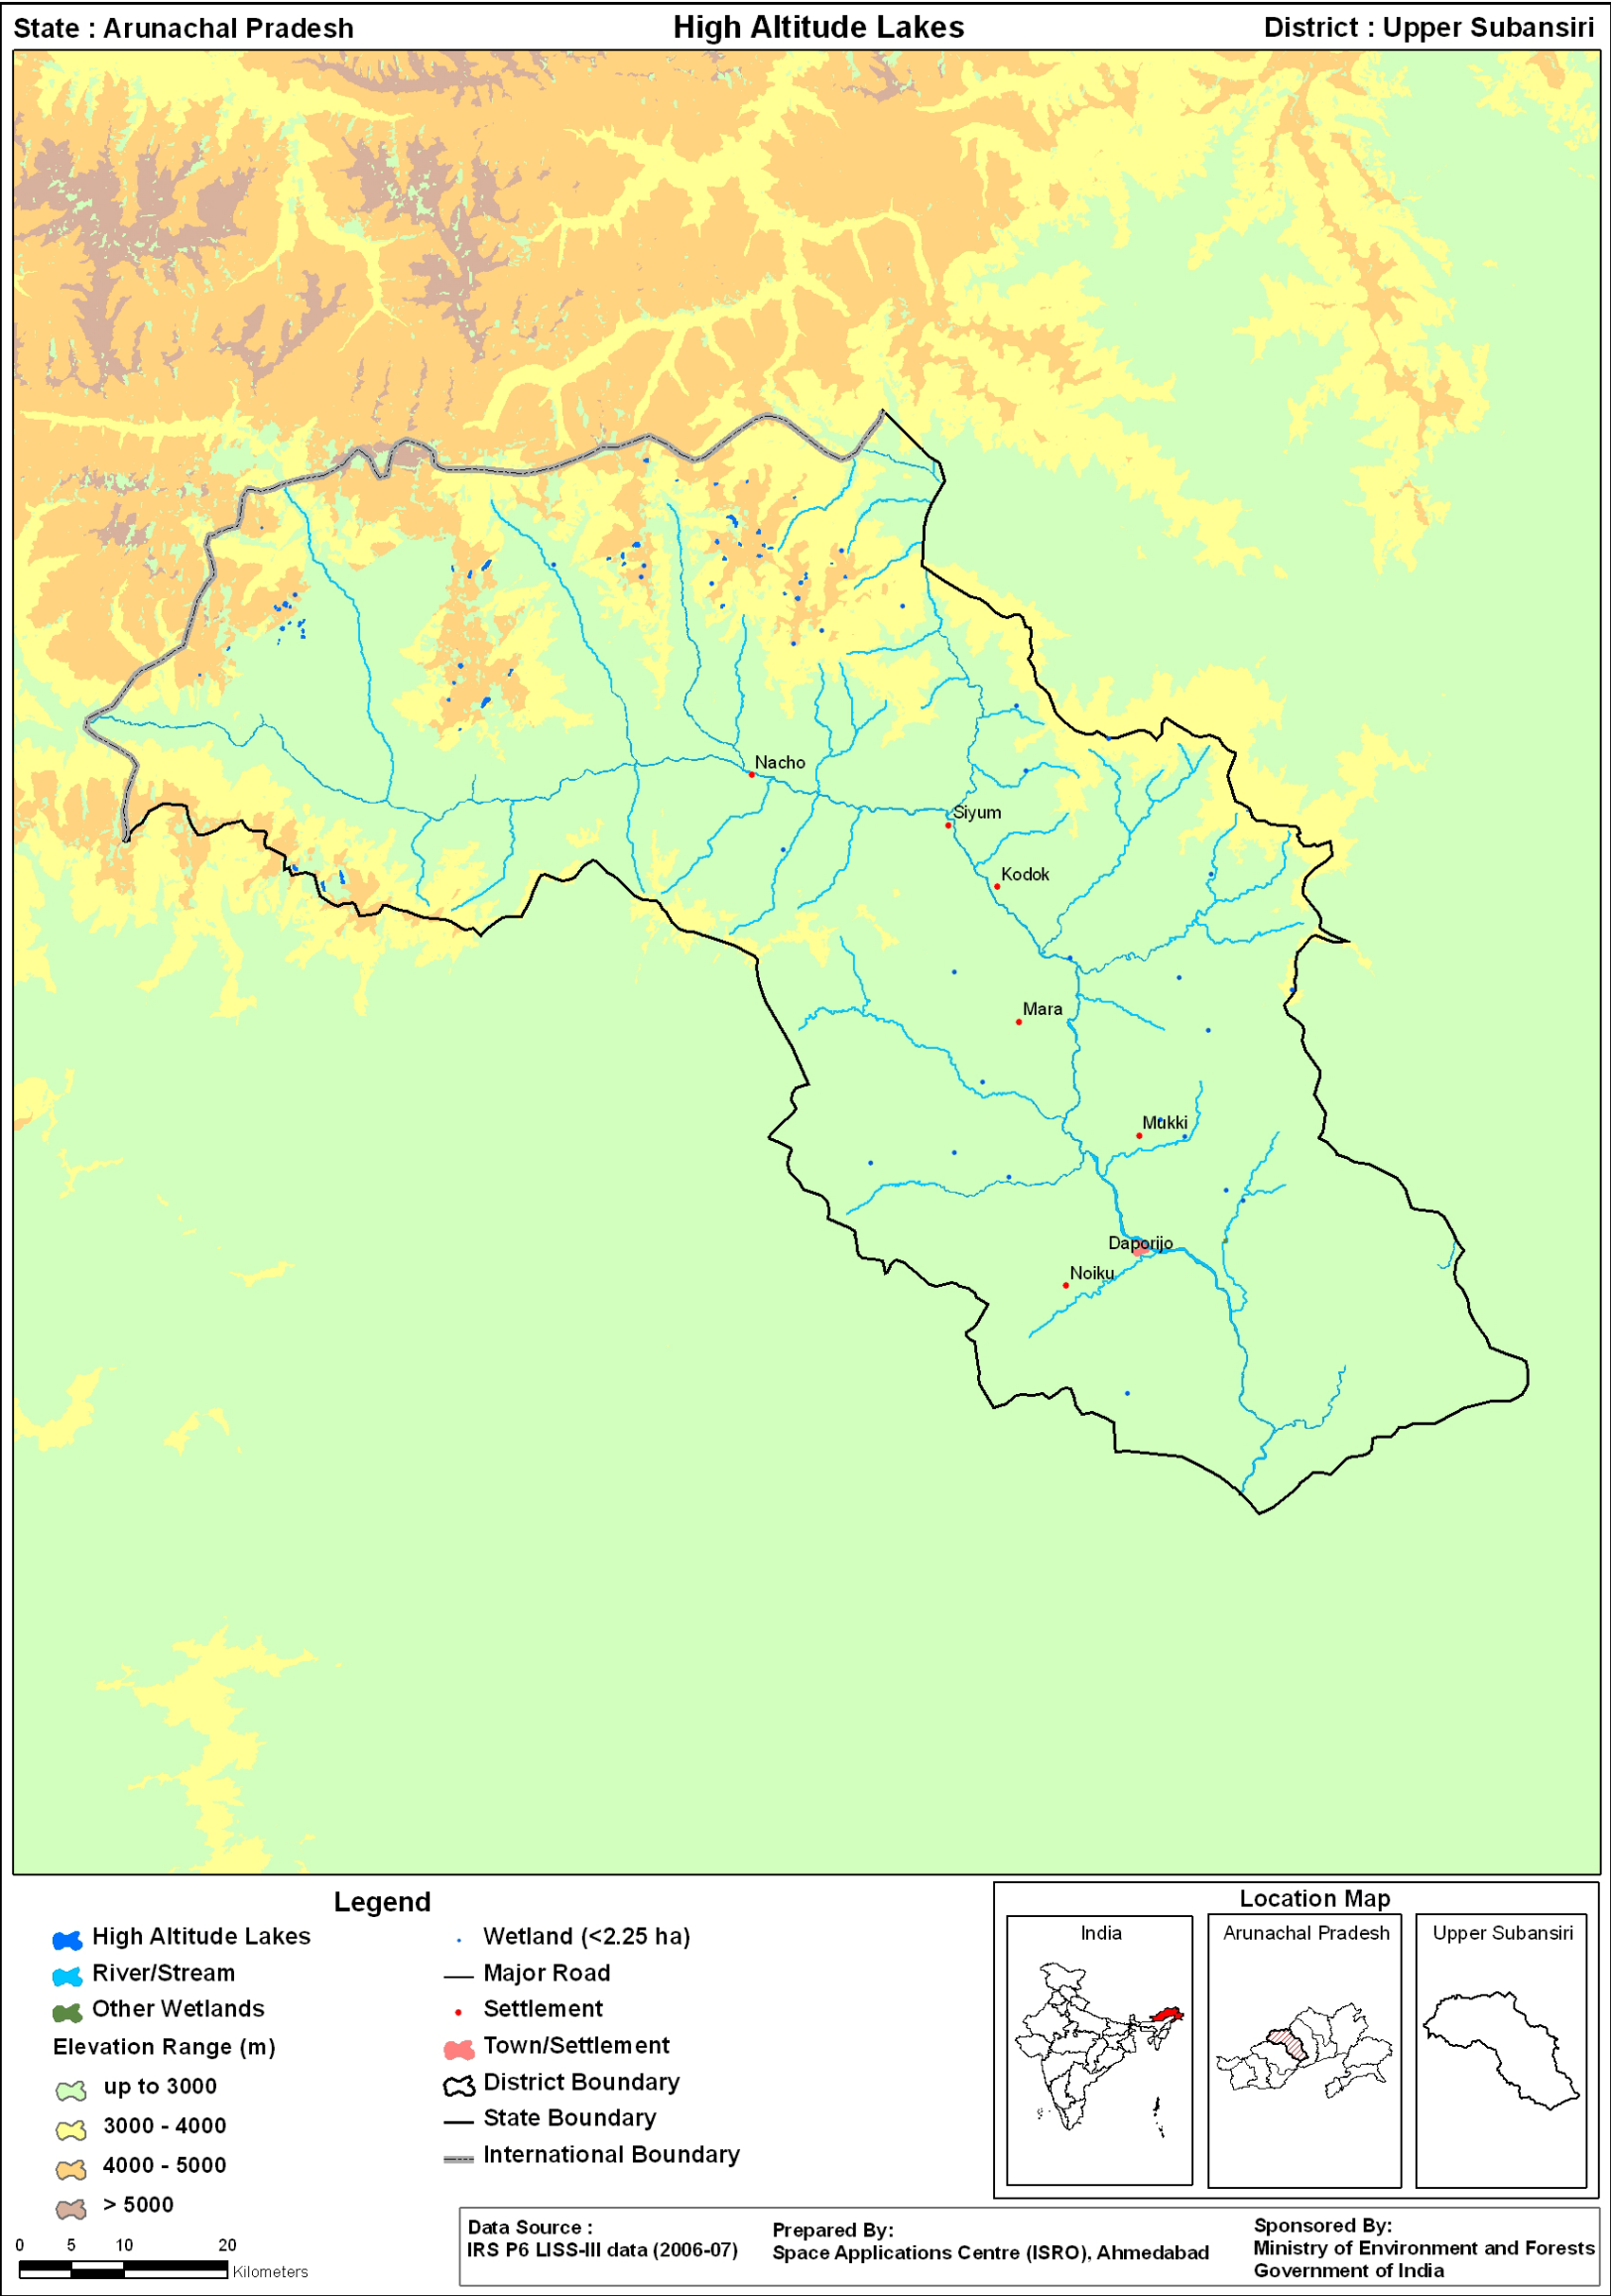 State : Arunachal Pradesh
High Altitude Lakes
District : Upper Subansiri
Nacho
Siyum
Kodok
Mara
Mukki
Daporijo
Noiku
Legend
High Altitude Lakes
River/Stream
Other Wetlands
Elevation Range (m)
up to 3000
3000 - 4000
4000 - 5000
> 5000
Wetland (<2.25 ha)
Major Road
Settlement
Town/Settlement
District Boundary
State Boundary
International Boundary
0 5 10 20
Kilometers
Location Map
India
Arunachal Pradesh
Upper Subansiri
Data Source :
IRS P6 LISS-III data (2006-07)
Prepared By:
Space Applications Centre (ISRO), Ahmedabad
Sponsored By:
Ministry of Environment and Forests
Government of India